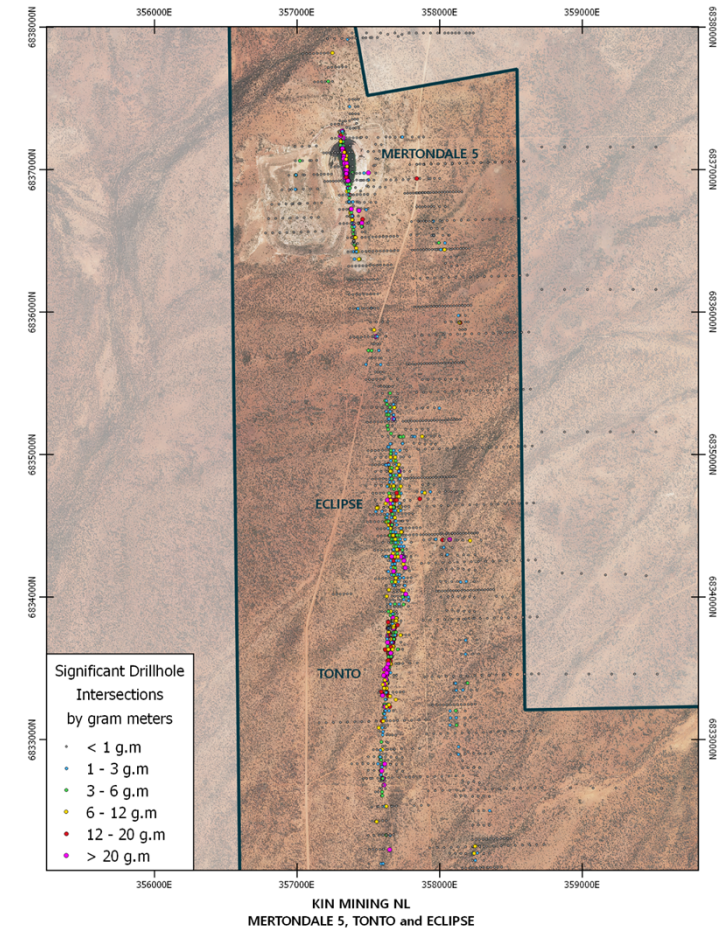 356000E 357000E 358000E 359000E
6838000N 6838000N
MERTONDALE 5
6837000N 6837000N
6836000N 6836000N
6835000N 6835000N
ECLIPSE
6834000N 6834000N
TONTO
Significant Drillhole
Intersections
by gram meters
< 1 g.m
1 - 3 g.m
3 - 6 g.m
6 - 12 g.m
12 - 20 g.m
> 20 g.m
6833000N 6833000N
356000E 357000E 358000E 359000E
KIN MINING NL
MERTONDALE 5, TONTO and ECLIPSE